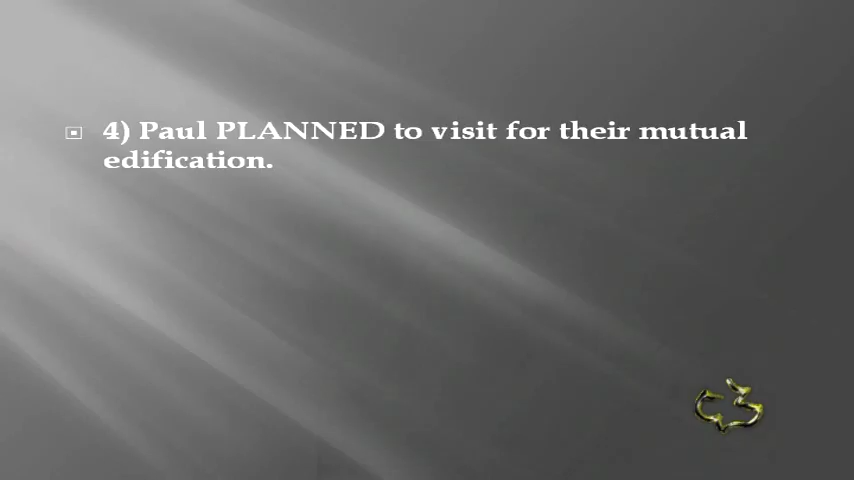 4) Paul PLANNED to visit for their mutual
edification.